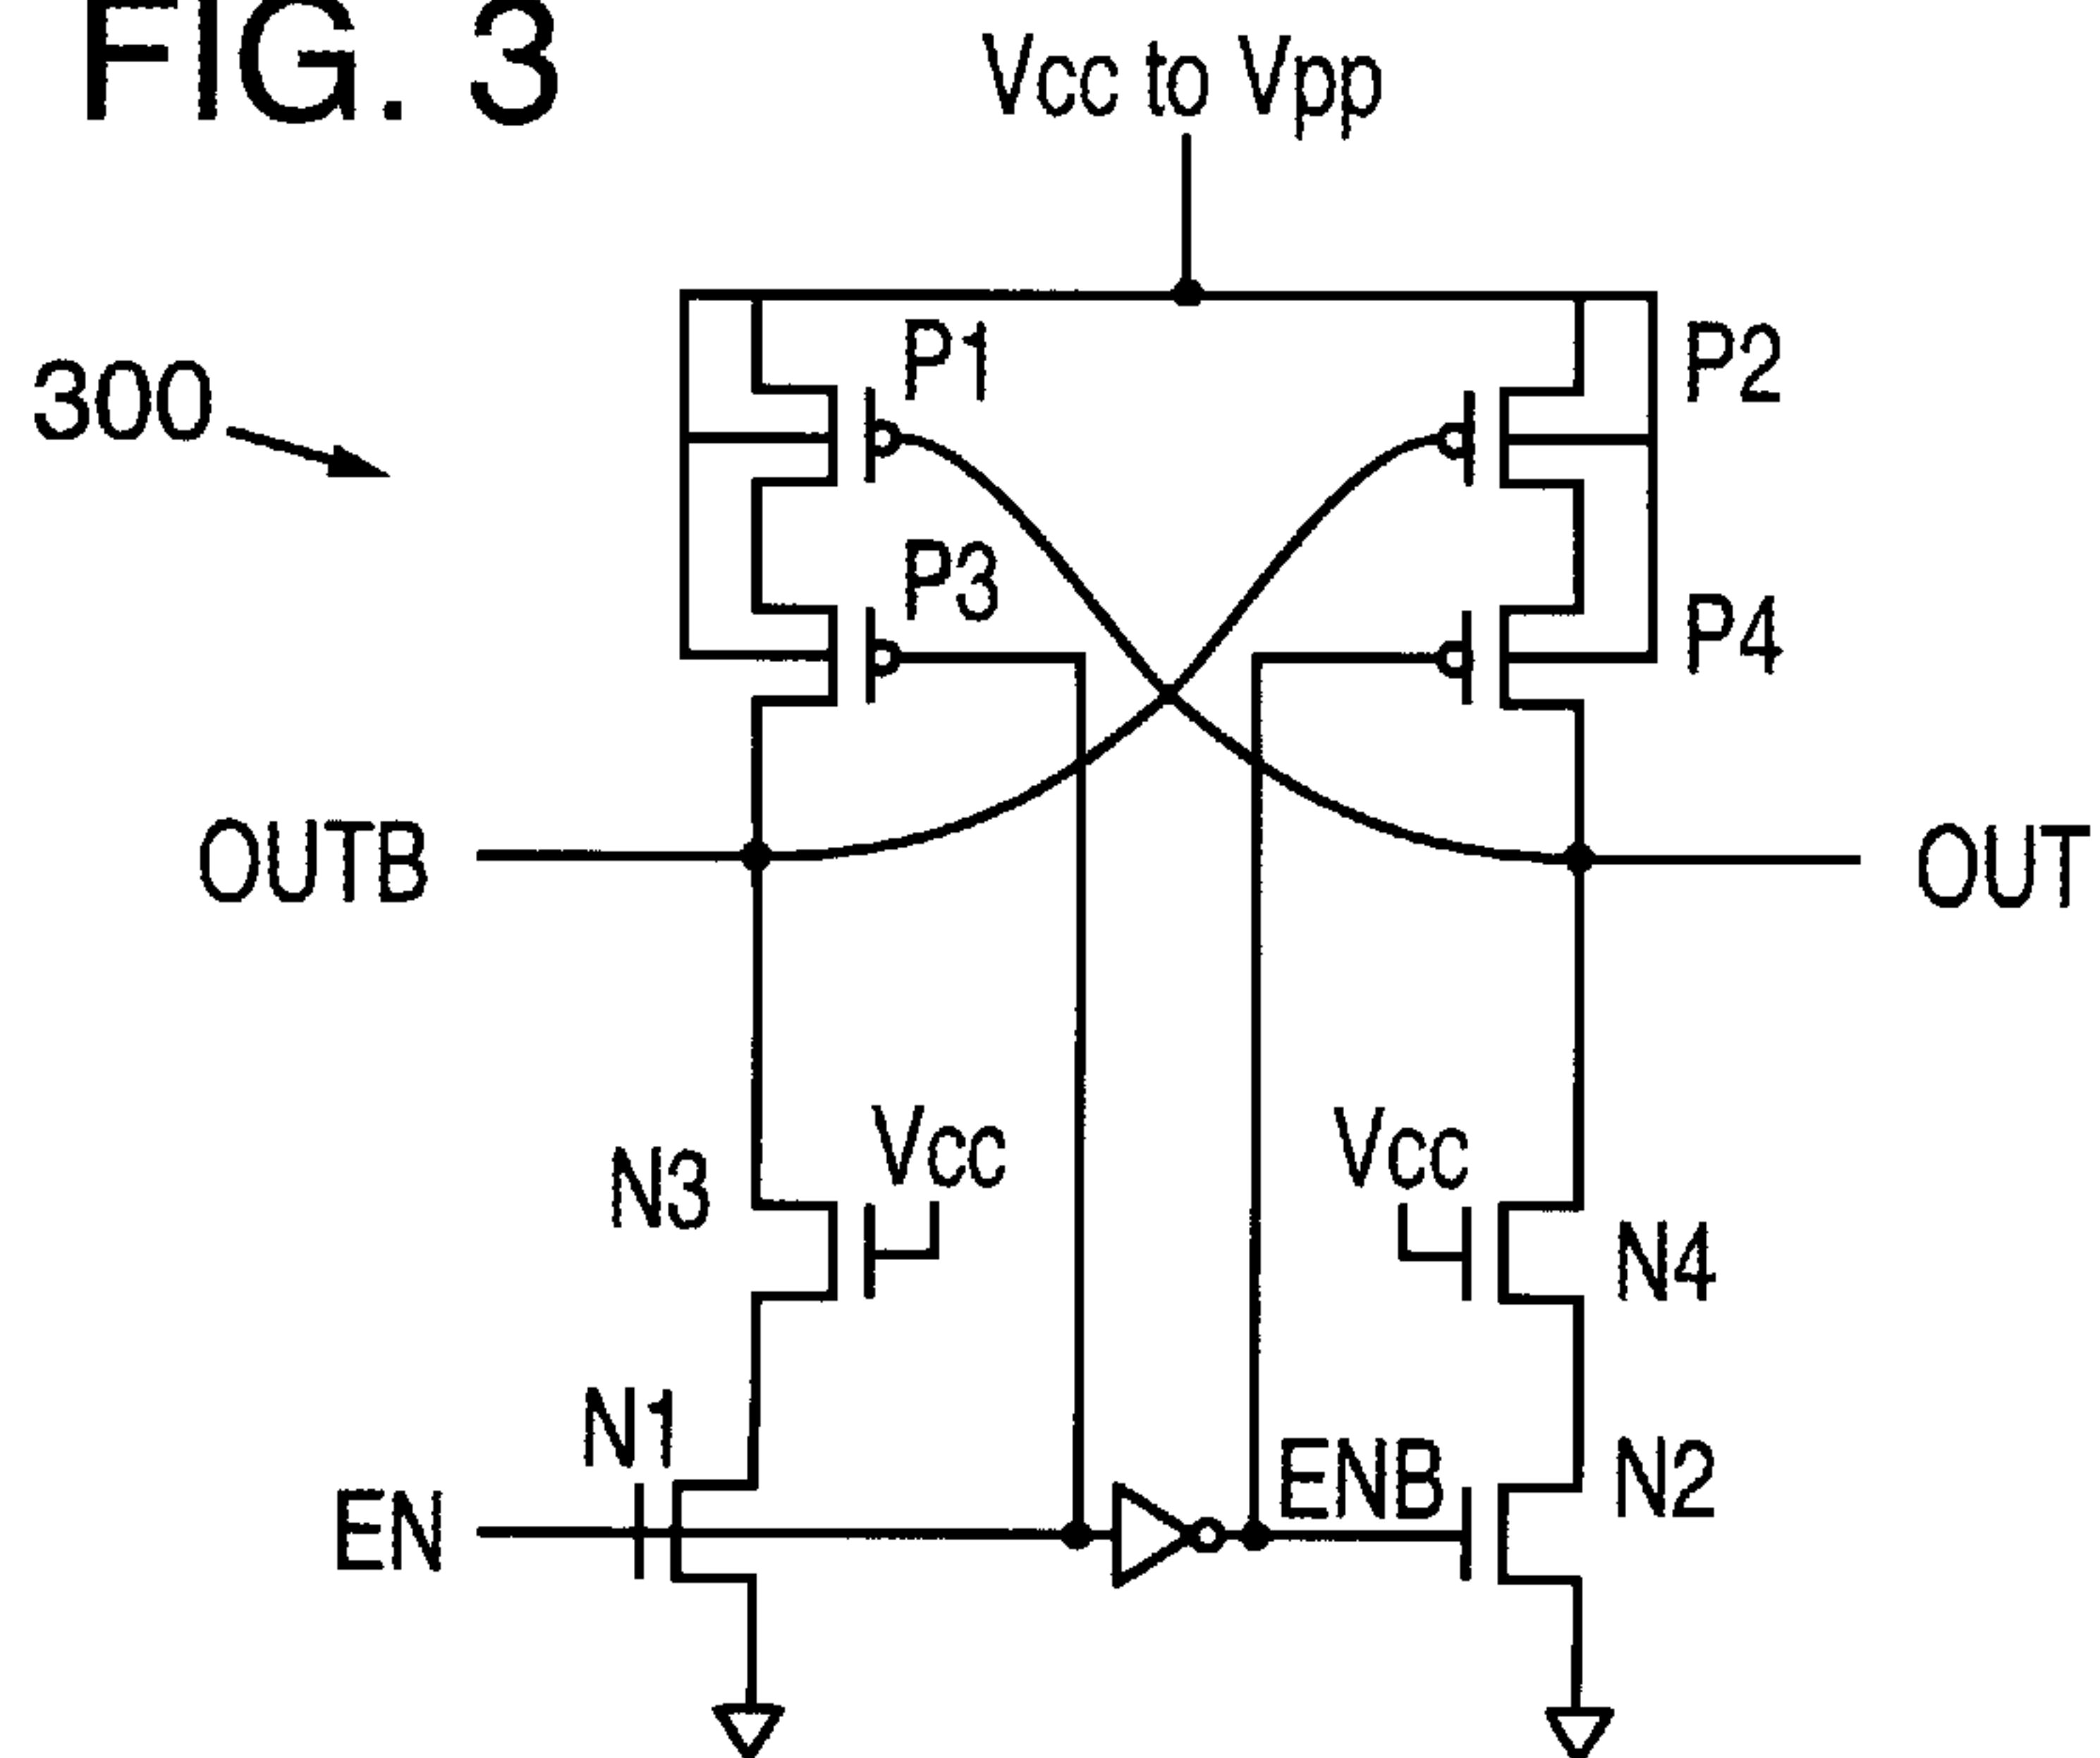 FIG. 3
Vcc to Vpp
300
P1
P2
P3
P4
OUTB
OUT
N3
Vcc
Vcc
N4
N1
EN
ENB
N2